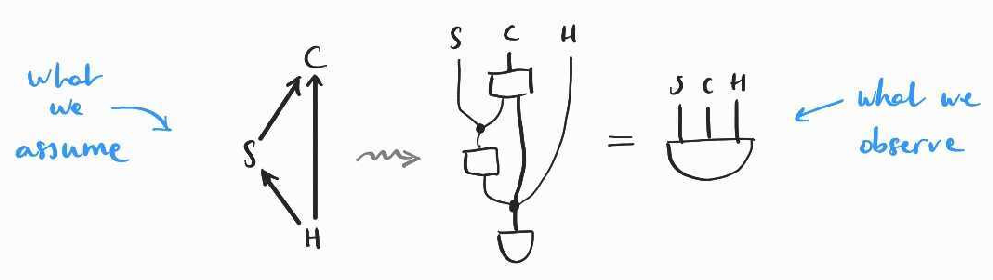 what
we
assume
C
S
H
S C H
=
S C H
what we
observe